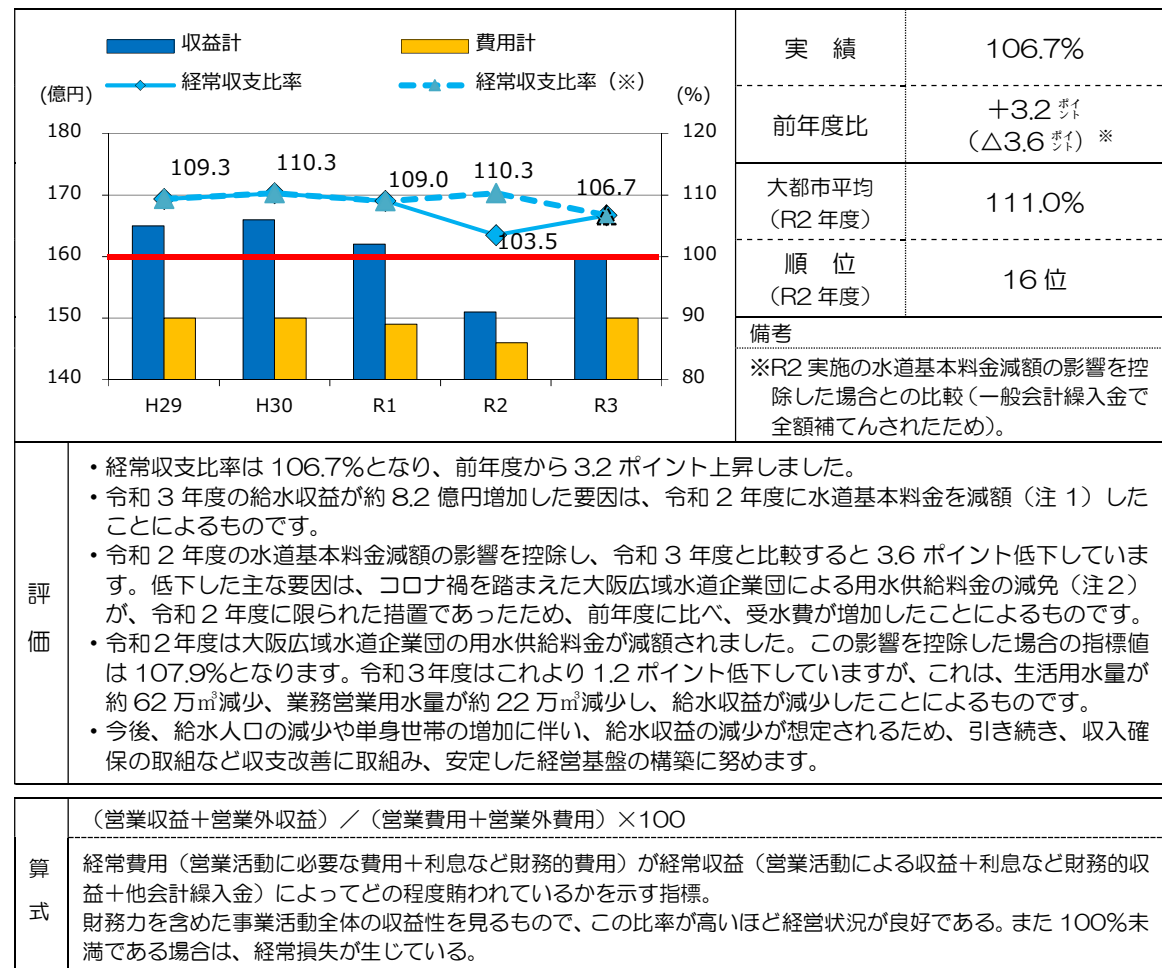 収益計 費用計
経常収支比率 経常収支比率（※）
(億円) (%)
180 120
109.3 110.3 109.0 110.3 106.7
170 110
103.5
160 100
150 90
140 80
H29 H30 R1 R2 R3
実 績 106.7%
前年度比 ＋3.2 ポイント
（△3.6 ポイント）※
大都市平均
（R2 年度） 111.0%
順 位
（R2 年度） 16 位
備考
※R2 実施の水道基本料金減額の影響を控
除した場合との比較（一般会計繰入金で
全額補てんされたため）。
評価
・経常収支比率は 106.7%となり、前年度から 3.2 ポイント上昇しました。
・令和 3 年度の給水収益が約 8.2 億円増加した要因は、令和 2 年度に水道基本料金を減額（注 1）した
ことによるものです。
・令和 2 年度の水道基本料金減額の影響を控除し、令和 3 年度と比較すると 3.6 ポイント低下していま
す。低下した主な要因は、コロナ禍を踏まえた大阪広域水道企業団による用水供給料金の減免（注２）
が、令和 2 年度に限られた措置であったため、前年度に比べ、受水費が増加したことによるものです。
・令和２年度は大阪広域水道企業団の用水供給料金が減額されました。この影響を控除した場合の指標値
は 107.9%となります。令和３年度はこれより 1.2 ポイント低下していますが、これは、生活用水量が
約 62 万㎥減少、業務営業用水量が約 22 万㎥減少し、給水収益が減少したことによるものです。
・今後、給水人口の減少や単身世帯の増加に伴い、給水収益の減少が想定されるため、引き続き、収入確
保の取組など収支改善に取組み、安定した経営基盤の構築に努めます。
算式
（営業収益＋営業外収益）／（営業費用＋営業外費用）×100
経常費用（営業活動に必要な費用＋利息など財務的費用）が経常収益（営業活動による収益＋利息など財務的収
益＋他会計繰入金）によってどの程度賄われているかを示す指標。
財務力を含めた事業活動全体の収益性を見るもので、この比率が高いほど経営状況が良好である。また 100%未
満である場合は、経常損失が生じている。